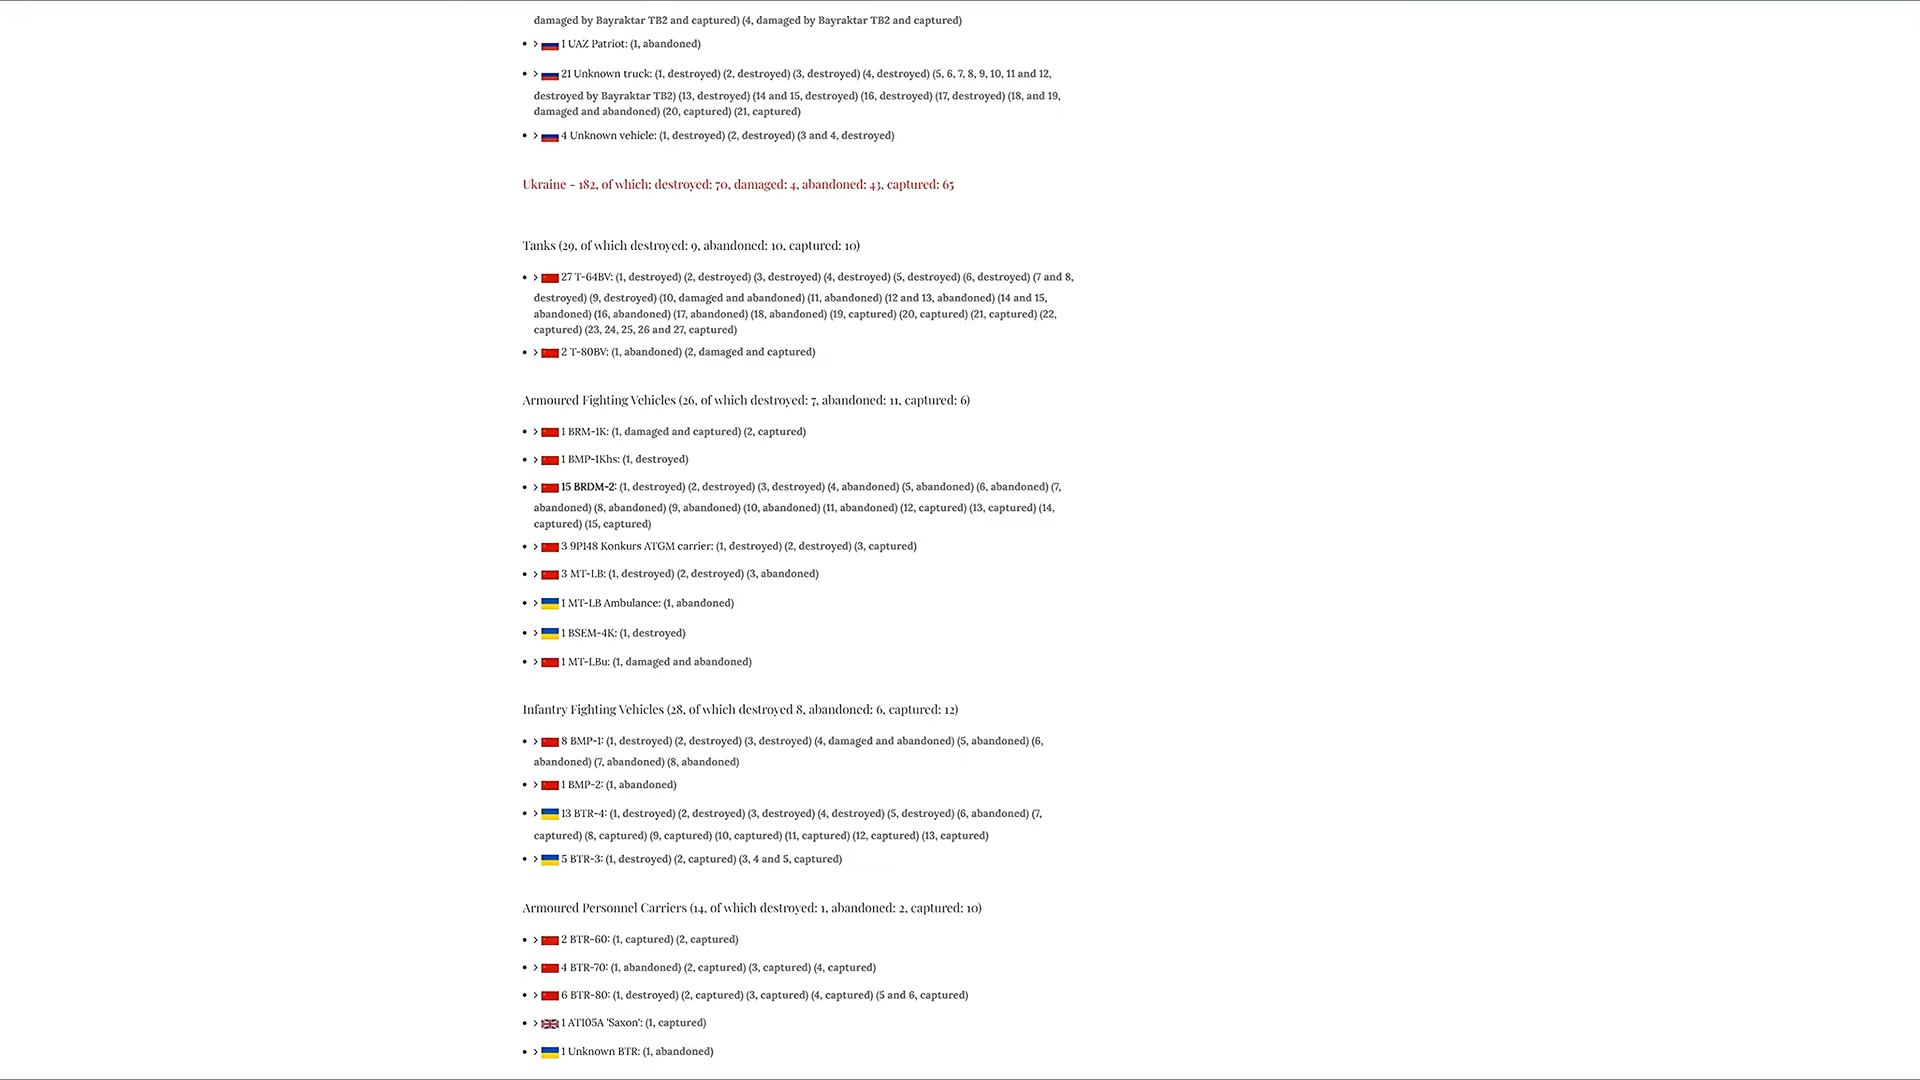 damaged by Bayraktar TB2 and captured) (4, damaged by Bayraktar TB2 and captured)
• > 1 UAZ Patriot: (1, abandoned)
• > 21 Unknown truck: (1, destroyed) (2, destroyed) (3, destroyed) (4, destroyed) (5, 6, 7, 8, 9, 10, 11 and 12,
destroyed by Bayraktar TB2) (13, destroyed) (14 and 15, destroyed) (16, destroyed) (17, destroyed) (18, and 19,
damaged and abandoned) (20, captured) (21, captured)
• > 4 Unknown vehicle: (1, destroyed) (2, destroyed) (3 and 4, destroyed)
Ukraine - 182, of which: destroyed: 70, damaged: 4, abandoned: 43, captured: 65
Tanks (29, of which destroyed: 9, abandoned: 10, captured: 10)
• > 27 T-64BV: (1, destroyed) (2, destroyed) (3, destroyed) (4, destroyed) (5, destroyed) (6, destroyed) (7 and 8,
destroyed) (9, destroyed) (10, damaged and abandoned) (11, abandoned) (12 and 13, abandoned) (14 and 15,
abandoned) (16, abandoned) (17, abandoned) (18, abandoned) (19, captured) (20, captured) (21, captured) (22,
captured) (23, 24, 25, 26 and 27, captured)
• > 2 T-80BV: (1, abandoned) (2, damaged and captured)
Armoured Fighting Vehicles (26, of which destroyed: 7, abandoned: 11, captured: 6)
• > 1 BRM-1K: (1, damaged and captured) (2, captured)
• > 1 BMP-1Khs: (1, destroyed)
• > 15 BRDM-2: (1, destroyed) (2, destroyed) (3, destroyed) (4, abandoned) (5, abandoned) (6, abandoned) (7,
abandoned) (8, abandoned) (9, abandoned) (10, abandoned) (11, abandoned) (12, captured) (13, captured) (14,
captured) (15, captured)
• > 3 9P148 Konkurs ATGM carrier: (1, destroyed) (2, destroyed) (3, captured)
• > 3 MT-LB: (1, destroyed) (2, destroyed) (3, abandoned)
• > 1 MT-LB Ambulance: (1, abandoned)
• > 1 BSEM-4K: (1, destroyed)
• > 1 MT-LBu: (1, damaged and abandoned)
Infantry Fighting Vehicles (28, of which destroyed 8, abandoned: 6, captured: 12)
• > 8 BMP-1: (1, destroyed) (2, destroyed) (3, destroyed) (4, damaged and abandoned) (5, abandoned) (6,
abandoned) (7, abandoned) (8, abandoned)
• > 1 BMP-2: (1, abandoned)
• > 13 BTR-4: (1, destroyed) (2, destroyed) (3, destroyed) (4, destroyed) (5, destroyed) (6, abandoned) (7,
captured) (8, captured) (9, captured) (10, captured) (11, captured) (12, captured) (13, captured)
• > 5 BTR-3: (1, destroyed) (2, captured) (3, 4 and 5, captured)
Armoured Personnel Carriers (14, of which destroyed: 1, abandoned: 2, captured: 10)
• > 2 BTR-60: (1, captured) (2, captured)
• > 4 BTR-70: (1, abandoned) (2, captured) (3, captured) (4, captured)
• > 6 BTR-80: (1, destroyed) (2, captured) (3, captured) (4, captured) (5 and 6, captured)
• > 1 AT105A 'Saxon': (1, captured)
• > 1 Unknown BTR: (1, abandoned)